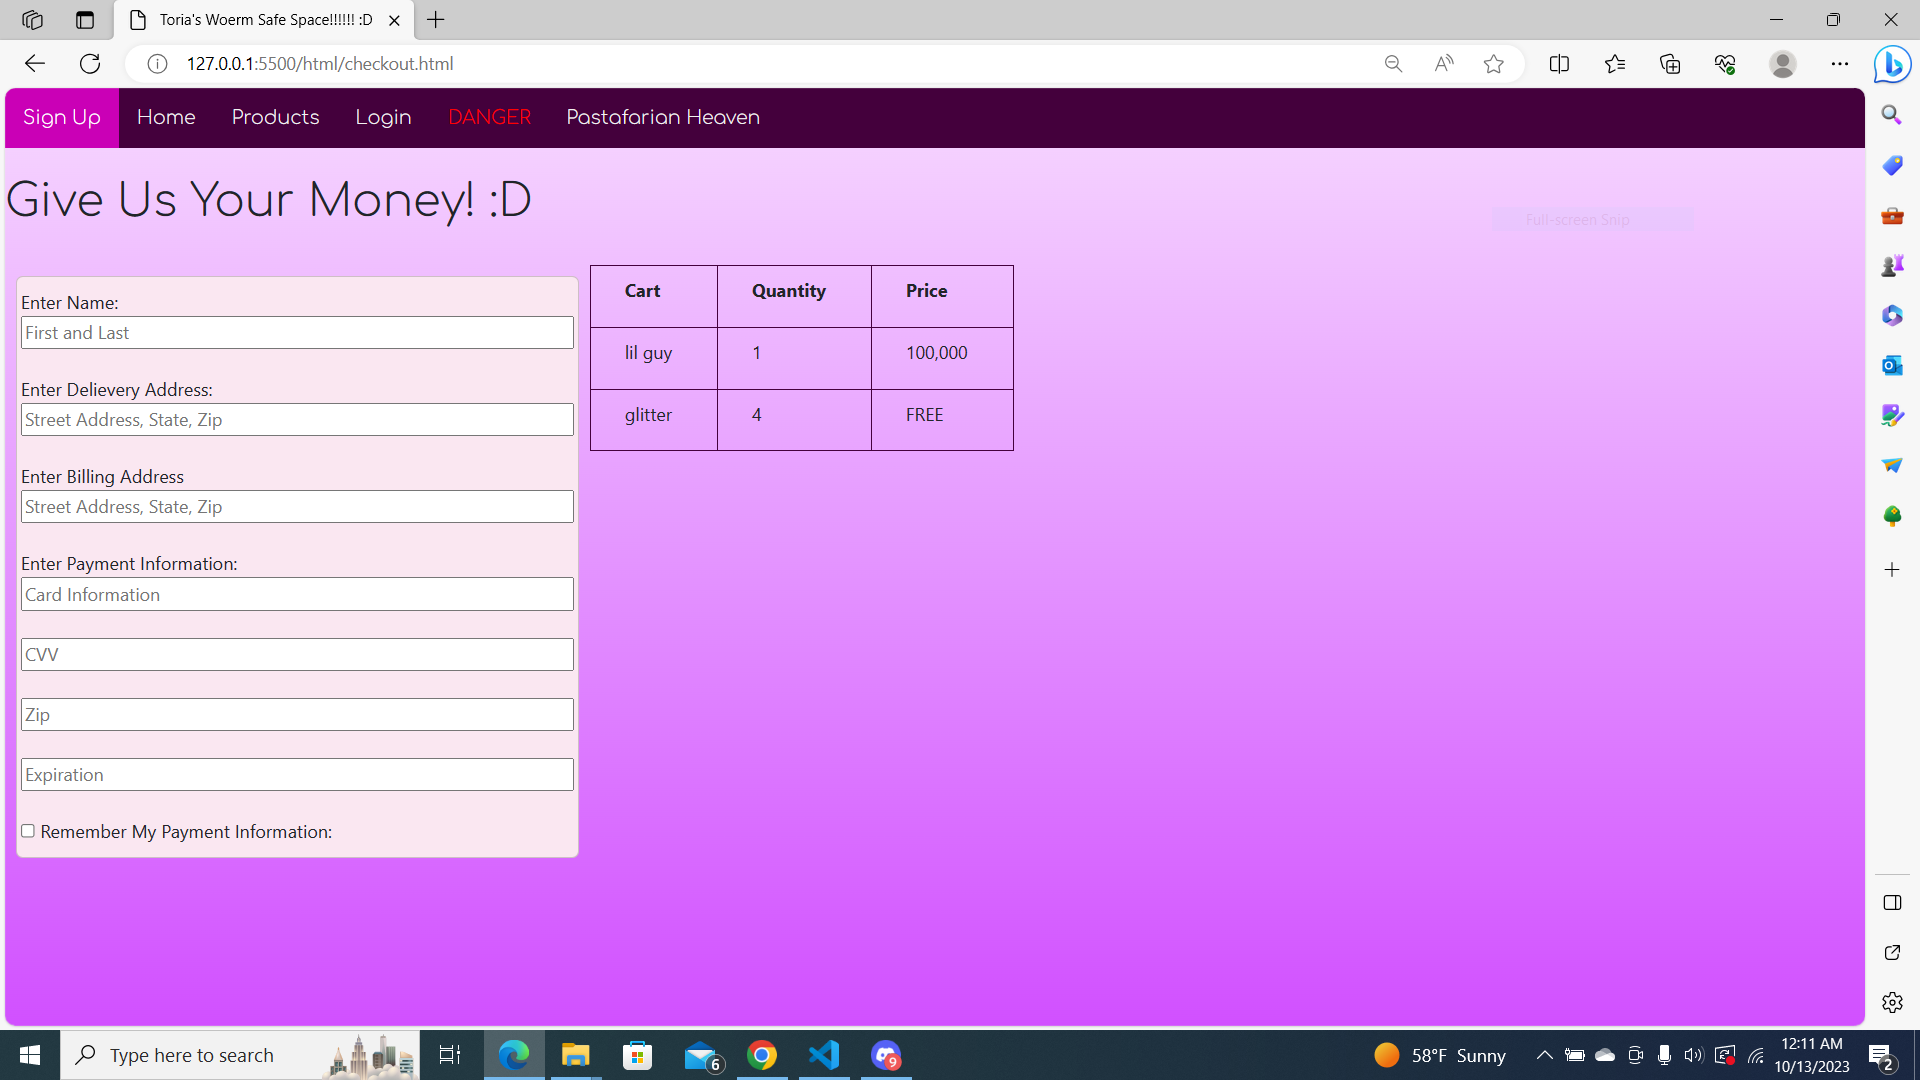 Toria's Woerm Safe Space!!!!!! :D
127.0.0.1:5500/html/checkout.html
Sign Up Home Products Login DANGER Pastafarian Heaven
Give Us Your Money! :D
Full-screen Snip
Enter Name:
First and Last
Enter Delievery Address:
Street Address, State, Zip
Enter Billing Address
Street Address, State, Zip
Enter Payment Information:
Card Information
CVV
Zip
Expiration
Remember My Payment Information:
Cart Quantity Price
lil guy 1 100,000
glitter 4 FREE
Type here to search
6
9
58°F Sunny
12:11 AM
10/13/2023
2